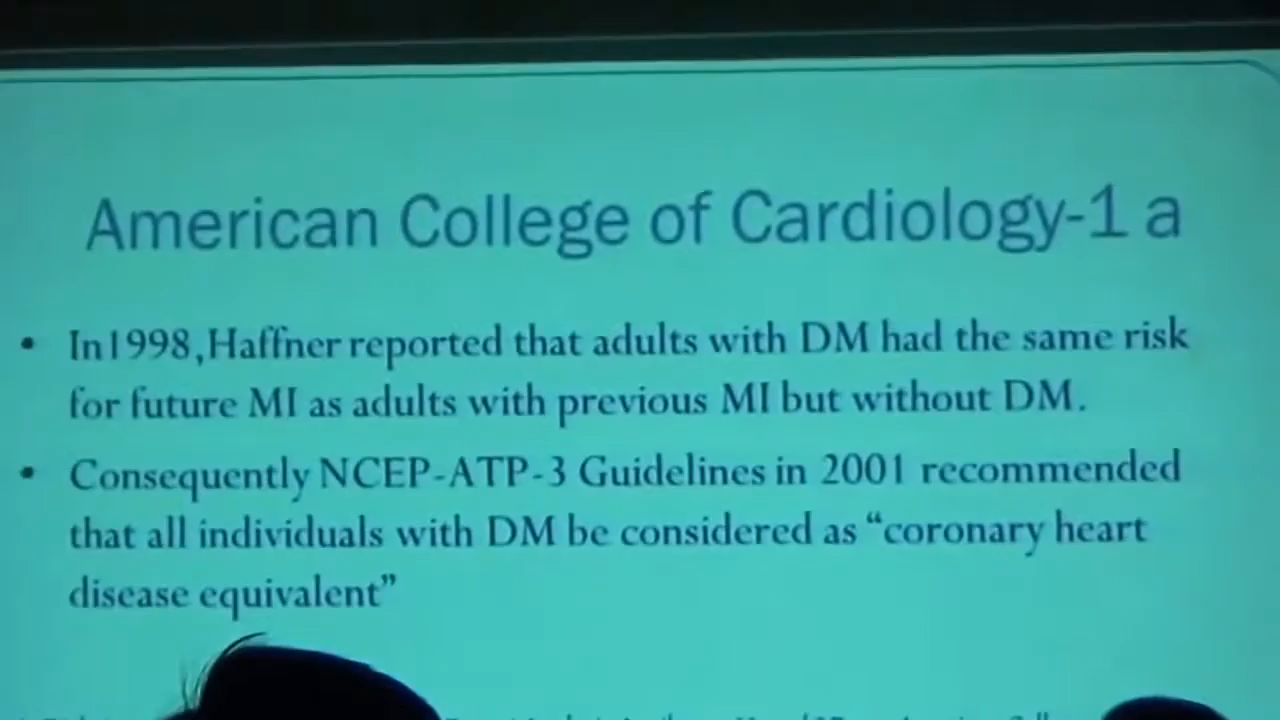 American College of Cardiology-1 a
• In1998,Haffner reported that adults with DM had the same risk
for future MI as adults with previous MI but without DM.
• Consequently NCEP-ATP-3 Guidelines in 2001 recommended
that all individuals with DM be considered as “coronary heart
disease equivalent”